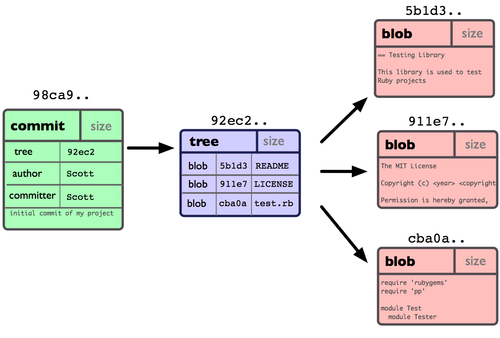 98ca9..
commit size
tree 92ec2
author Scott
committer Scott
initial commit of my project
92ec2..
tree size
blob 5b1d3 README
blob 911e7 LICENSE
blob cba0a test.rb
5b1d3..
blob size
== Testing Library
This library is used to test
Ruby projects
911e7..
blob size
The MIT License
Copyright (c) <year> <copyright
Permission is hereby granted,
cba0a..
blob size
require 'rubygems'
require 'pp'
module Test
module Tester